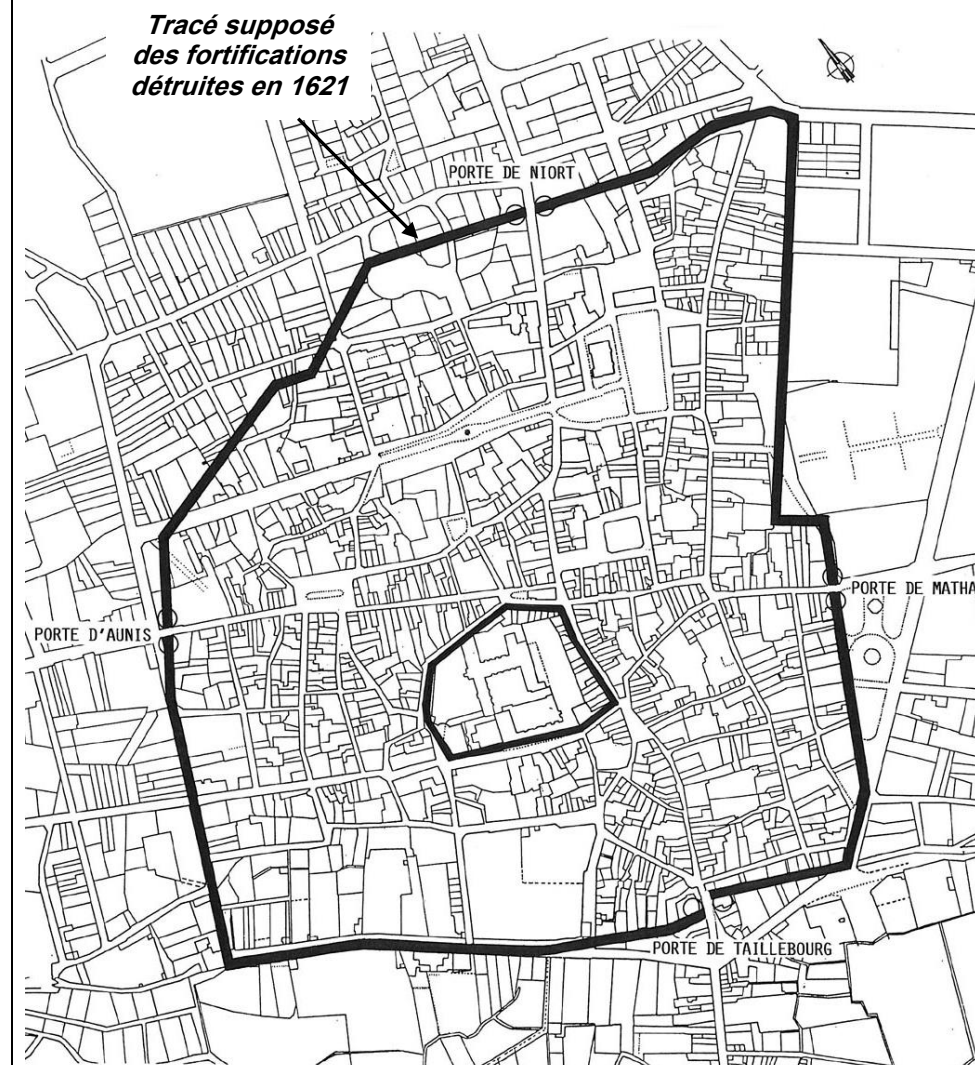 Tracé supposé
des fortifications
détruites en 1621
PORTE DE NIORT
PORTE DE MATHA
PORTE D'AUNIS
PORTE DE TAILLEBOURG